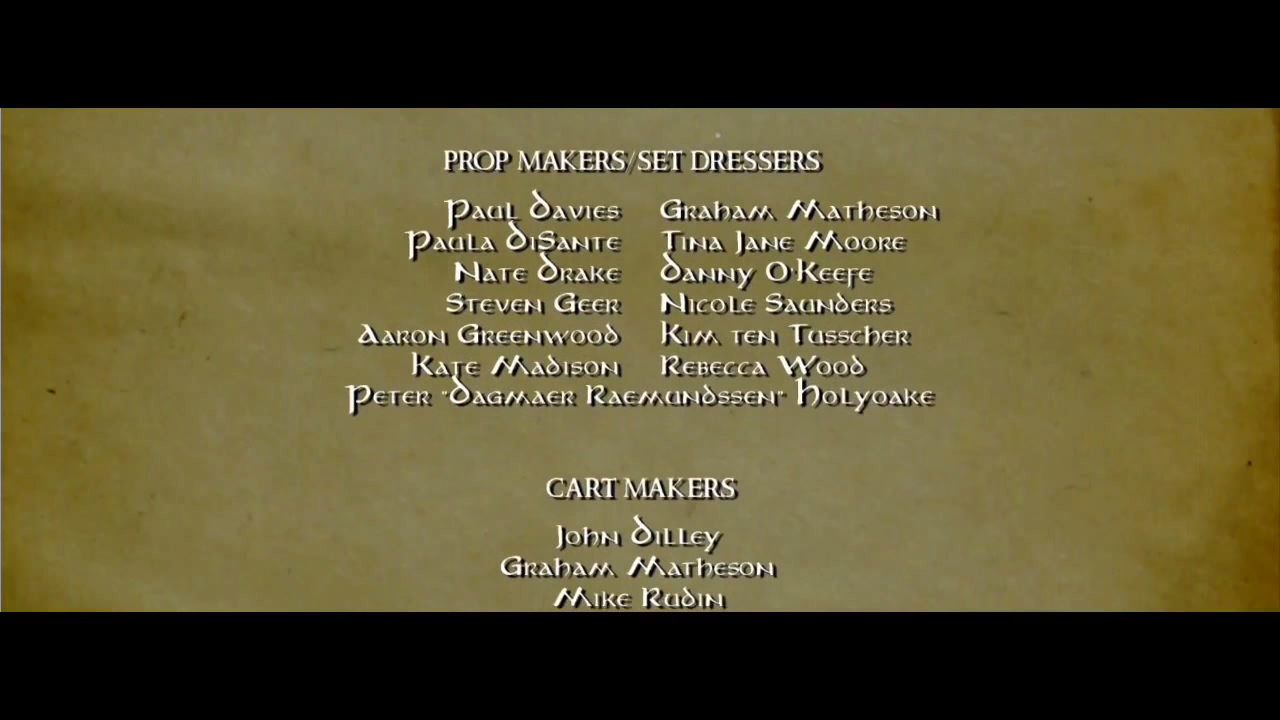 PROP MAKERS/SET DRESSERS
Paul Davies Graham Matheson
Paula DiSante Tina Jane Moore
Nate Drake Danny O'Keefe
Steven Geer Nicole Saunders
Aaron Greenwood Kim ten Tusscher
Kate Madison Rebecca Wood
Peter "Dagmaer Raemundssen" Holyoake
CART MAKERS
John Dilley
Graham Matheson
Mike Rudin